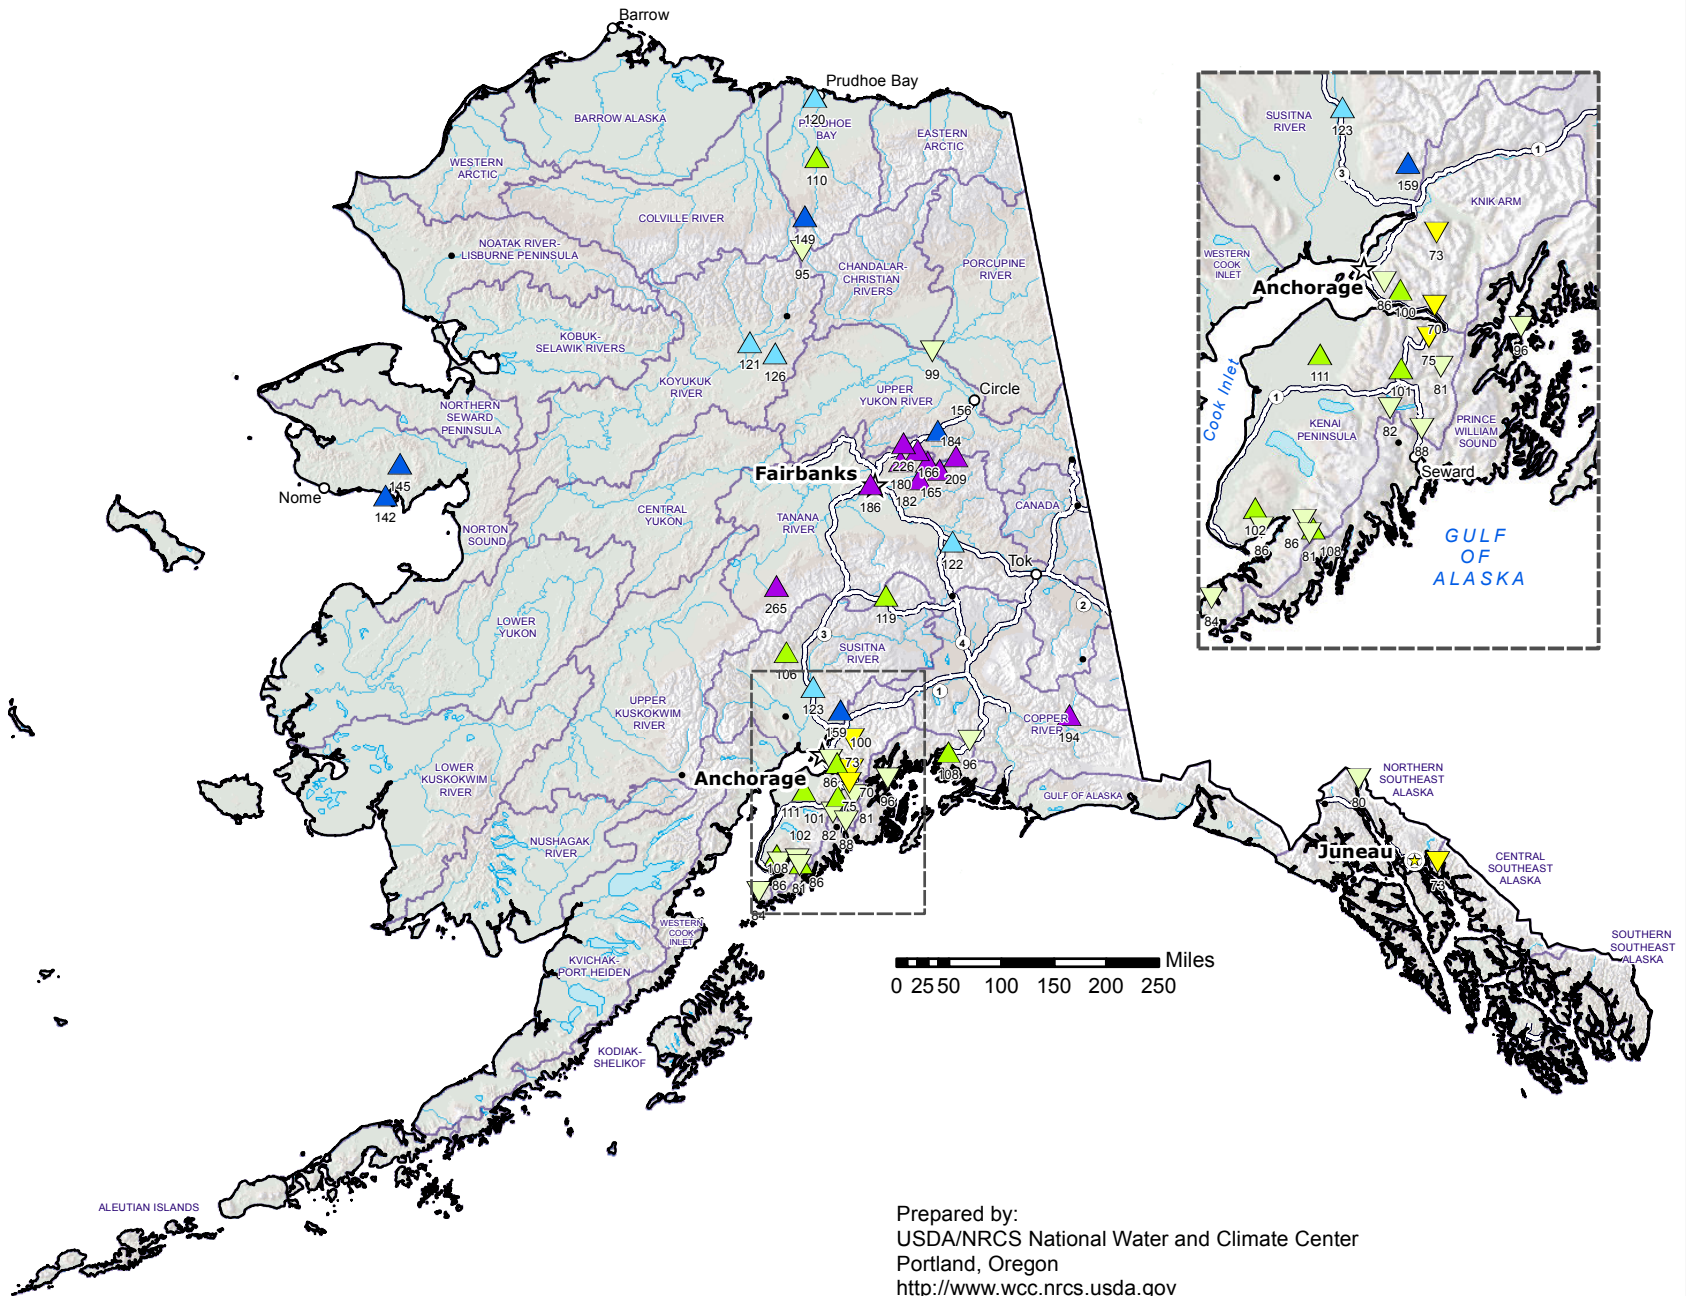 Barrow
Prudhoe Bay
120
PRUDHOE
BAY
BARROW ALASKA
EASTERN
ARCTIC
WESTERN
ARCTIC
110
COLVILLE RIVER
149
95
NOATAK RIVER-
LISBURNE PENINSULA
CHANDALAR-
CHRISTIAN
RIVERS
PORCUPINE
RIVER
KOBUK-
SELAWIK RIVERS
121
126
99
KOYUKUK
RIVER
UPPER
YUKON RIVER
Circle
156
NORTHERN
SEWARD
PENINSULA
184
226
166
209
180
165
182
186
Fairbanks
145
Nome
142
CENTRAL
YUKON
TANANA
RIVER
CANADA
NORTON
SOUND
122
Tok
265
119
2
LOWER
YUKON
3
4
SUSITNA
RIVER
106
123
1
UPPER
KUSKOKWIM
RIVER
159
100
COPPER
RIVER
194
73
96
108
LOWER
KUSKOKWIM
RIVER
Anchorage
86
70
96
75
111
101
81
82
88
102
NUSHAGAK
RIVER
108
86
81
86
84
GULF OF ALASKA
WESTERN
COOK
INLET
KVICHAK-
PORT HEIDEN
KODIAK-
SHELIKOF
ALEUTIAN ISLANDS
NORTHERN
SOUTHEAST
ALASKA
80
Juneau
73
CENTRAL
SOUTHEAST
ALASKA
SOUTHERN
SOUTHEAST
ALASKA
Miles
0 25 50 100 150 200 250
SUSITNA
RIVER
123
3
1
159
KNIK ARM
73
WESTERN
COOK
INLET
Anchorage
86
100
70
96
75
111
101
81
Cook Inlet
1
KENAI
PENINSULA
82
PRINCE
WILLIAM
SOUND
88
Seward
102
86
86
81
108
84
GULF
OF
ALASKA
Prepared by:
USDA/NRCS National Water and Climate Center
Portland, Oregon
http://www.wcc.nrcs.usda.gov